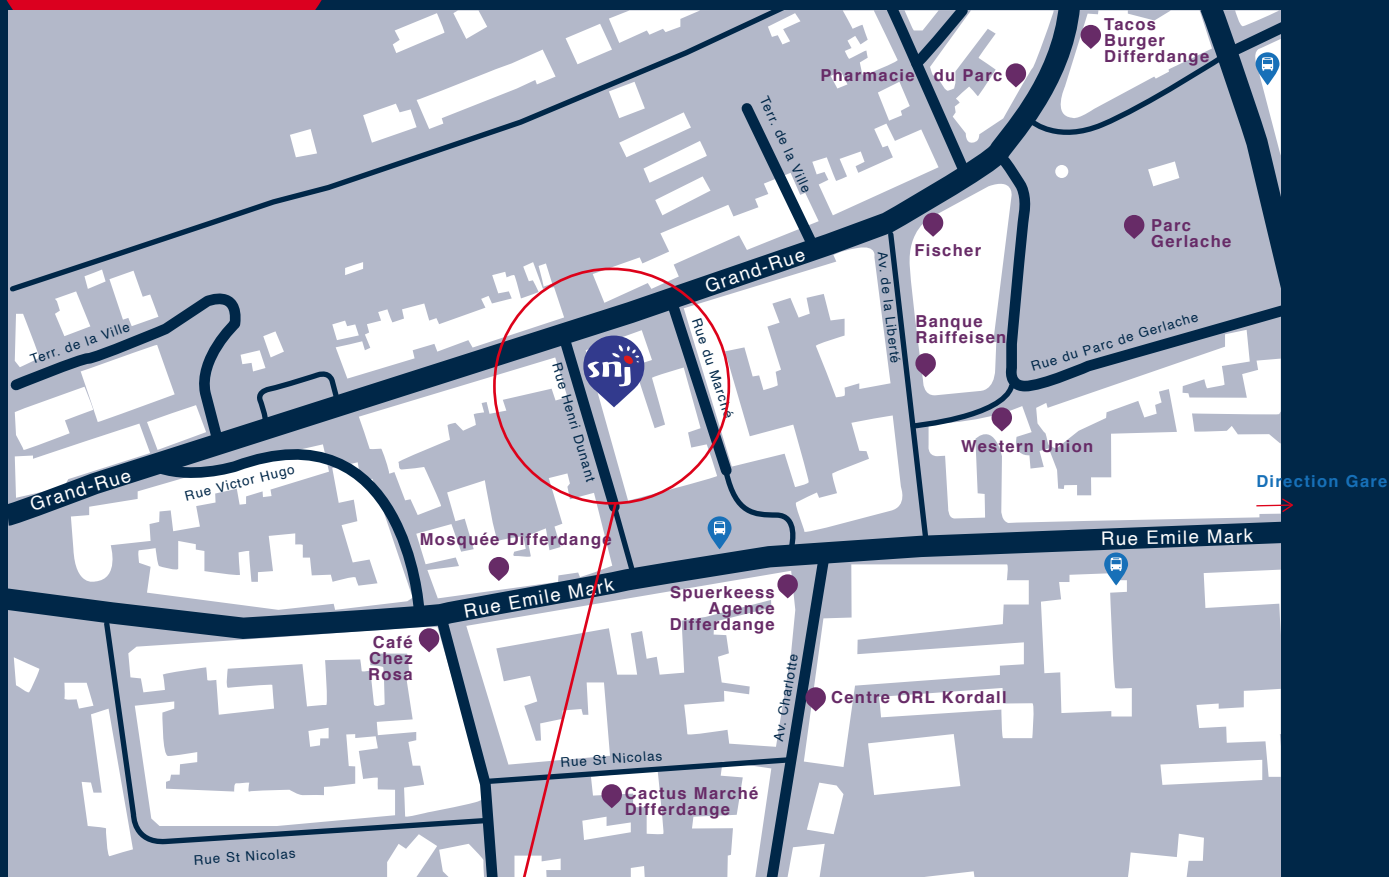 Tacos
Burger
Differdange
Pharmacie du Parc
Terr. de la Ville
Parc
Gerlache
Fischer
Grand-Rue
Av. de la Liberté
Banque
Raiffeisen
Rue du Parc de Gerlache
Terr. de la Ville
Rue du Marché
snj
Rue Henri Dunant
Western Union
Grand-Rue
Rue Victor Hugo
Direction Gare
Mosquée Differdange
Rue Emile Mark
Rue Emile Mark
Spuerkeess
Agence
Differdange
Café
Chez
Rosa
Av. Charlotte
Centre ORL Kordall
Rue St Nicolas
Cactus Marché
Differdange
Rue St Nicolas